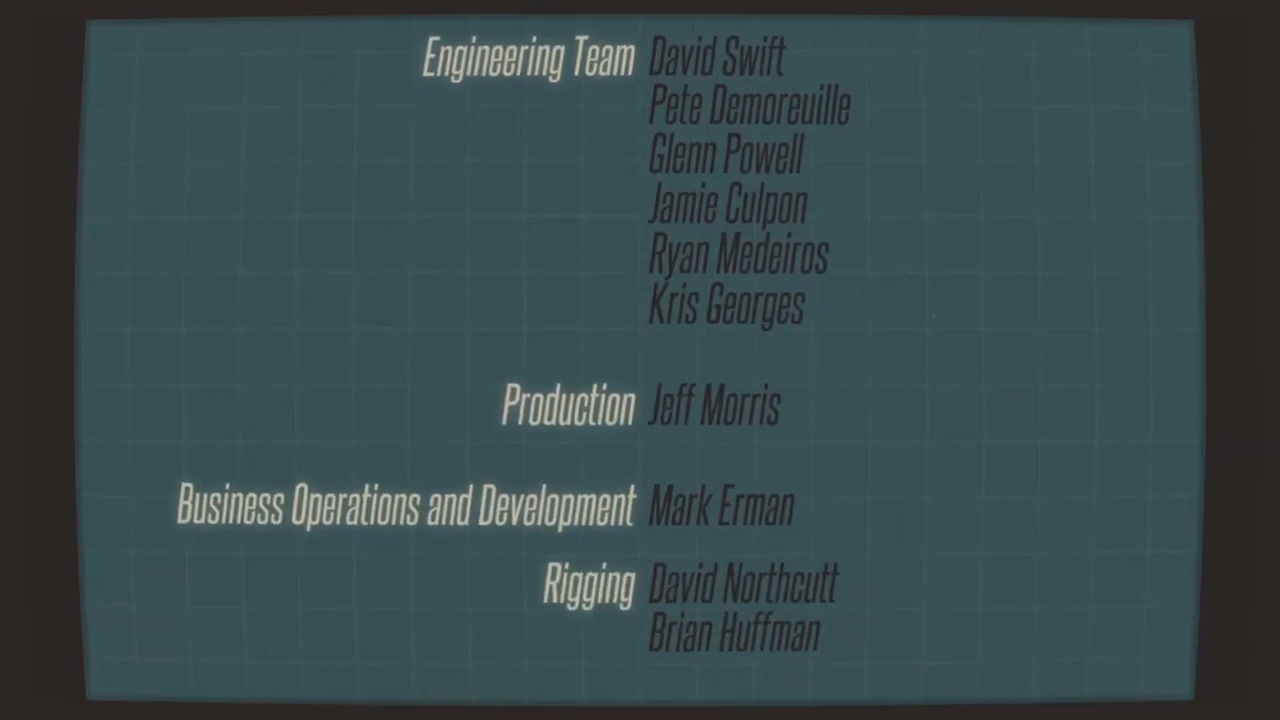 Engineering Team David Swift
Pete Demoreuille
Glenn Powell
Jamie Culpon
Ryan Medeiros
Kris Georges
Production Jeff Morris
Business Operations and Development Mark Erman
Rigging David Northcutt
Brian Huffman